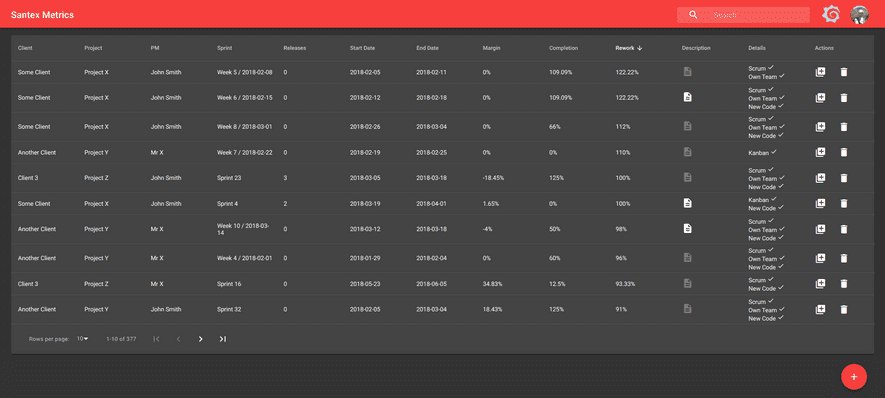 Santex Metrics
Search
Client Project PM Sprint Releases Start Date End Date Margin Completion Rework Description Details Actions
Some Client Project X John Smith Week 5 / 2018-02-08 0 2018-02-05 2018-02-11 0% 109.09% 122.22% Scrum
Own Team
Some Client Project X John Smith Week 6 / 2018-02-15 0 2018-02-12 2018-02-18 0% 109.09% 122.22% Scrum
Own Team
New Code
Some Client Project X John Smith Week 8 / 2018-03-01 0 2018-02-26 2018-03-04 0% 66% 112% Scrum
Own Team
New Code
Another Client Project Y Mr X Week 7 / 2018-02-22 0 2018-02-19 2018-02-25 0% 0% 110% Kanban
Client 3 Project Z John Smith Sprint 23 3 2018-03-05 2018-03-18 -18.45% 125% 100% Scrum
Own Team
New Code
Some Client Project X John Smith Sprint 4 2 2018-03-19 2018-04-01 1.65% 0% 100% Kanban
New Code
Another Client Project Y Mr X Week 10 / 2018-03-
14 0 2018-03-12 2018-03-18 -4% 50% 98% Scrum
Own Team
New Code
Another Client Project Y Mr X Week 4 / 2018-02-01 0 2018-01-29 2018-02-04 0% 60% 96% Scrum
Own Team
New Code
Client 3 Project Z Mr X Sprint 16 0 2018-05-23 2018-06-05 34.83% 12.5% 93.33% Scrum
New Code
Another Client Project Y John Smith Sprint 32 0 2018-02-05 2018-03-04 18.43% 125% 91% Scrum
Own Team
New Code
Rows per page: 10 1-10 of 377